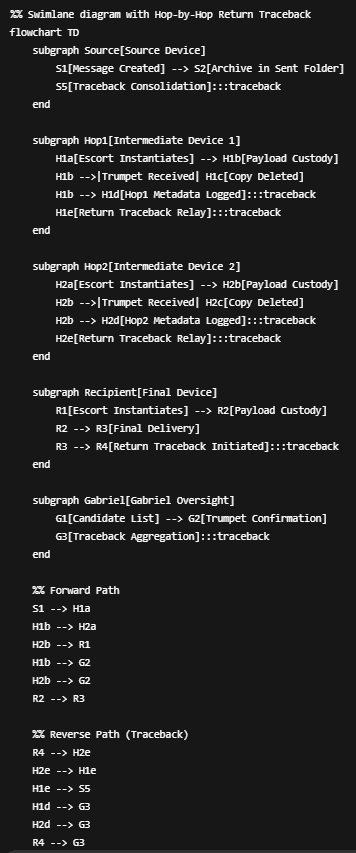 %% Swimlane diagram with Hop-by-Hop Return Traceback
flowchart TD
subgraph Source[Source Device]
S1[Message Created] --> S2[Archive in Sent Folder]
S5[Traceback Consolidation]:::traceback
end
subgraph Hop1[Intermediate Device 1]
H1a[Escort Instantiates] --> H1b[Payload Custody]
H1b -->|Trumpet Received| H1c[Copy Deleted]
H1b --> H1d[Hop1 Metadata Logged]:::traceback
H1e[Return Traceback Relay]:::traceback
end
subgraph Hop2[Intermediate Device 2]
H2a[Escort Instantiates] --> H2b[Payload Custody]
H2b -->|Trumpet Received| H2c[Copy Deleted]
H2b --> H2d[Hop2 Metadata Logged]:::traceback
H2e[Return Traceback Relay]:::traceback
end
subgraph Recipient[Final Device]
R1[Escort Instantiates] --> R2[Payload Custody]
R2 --> R3[Final Delivery]
R3 --> R4[Return Traceback Initiated]:::traceback
end
subgraph Gabriel[Gabriel Oversight]
G1[Candidate List] --> G2[Trumpet Confirmation]
G3[Traceback Aggregation]:::traceback
end
%% Forward Path
S1 --> H1a
H1b --> H2a
H2b --> R1
H1b --> G2
H2b --> G2
R2 --> R3
%% Reverse Path (Traceback)
R4 --> H2e
H2e --> H1e
H1e --> S5
H1d --> G3
H2d --> G3
R4 --> G3